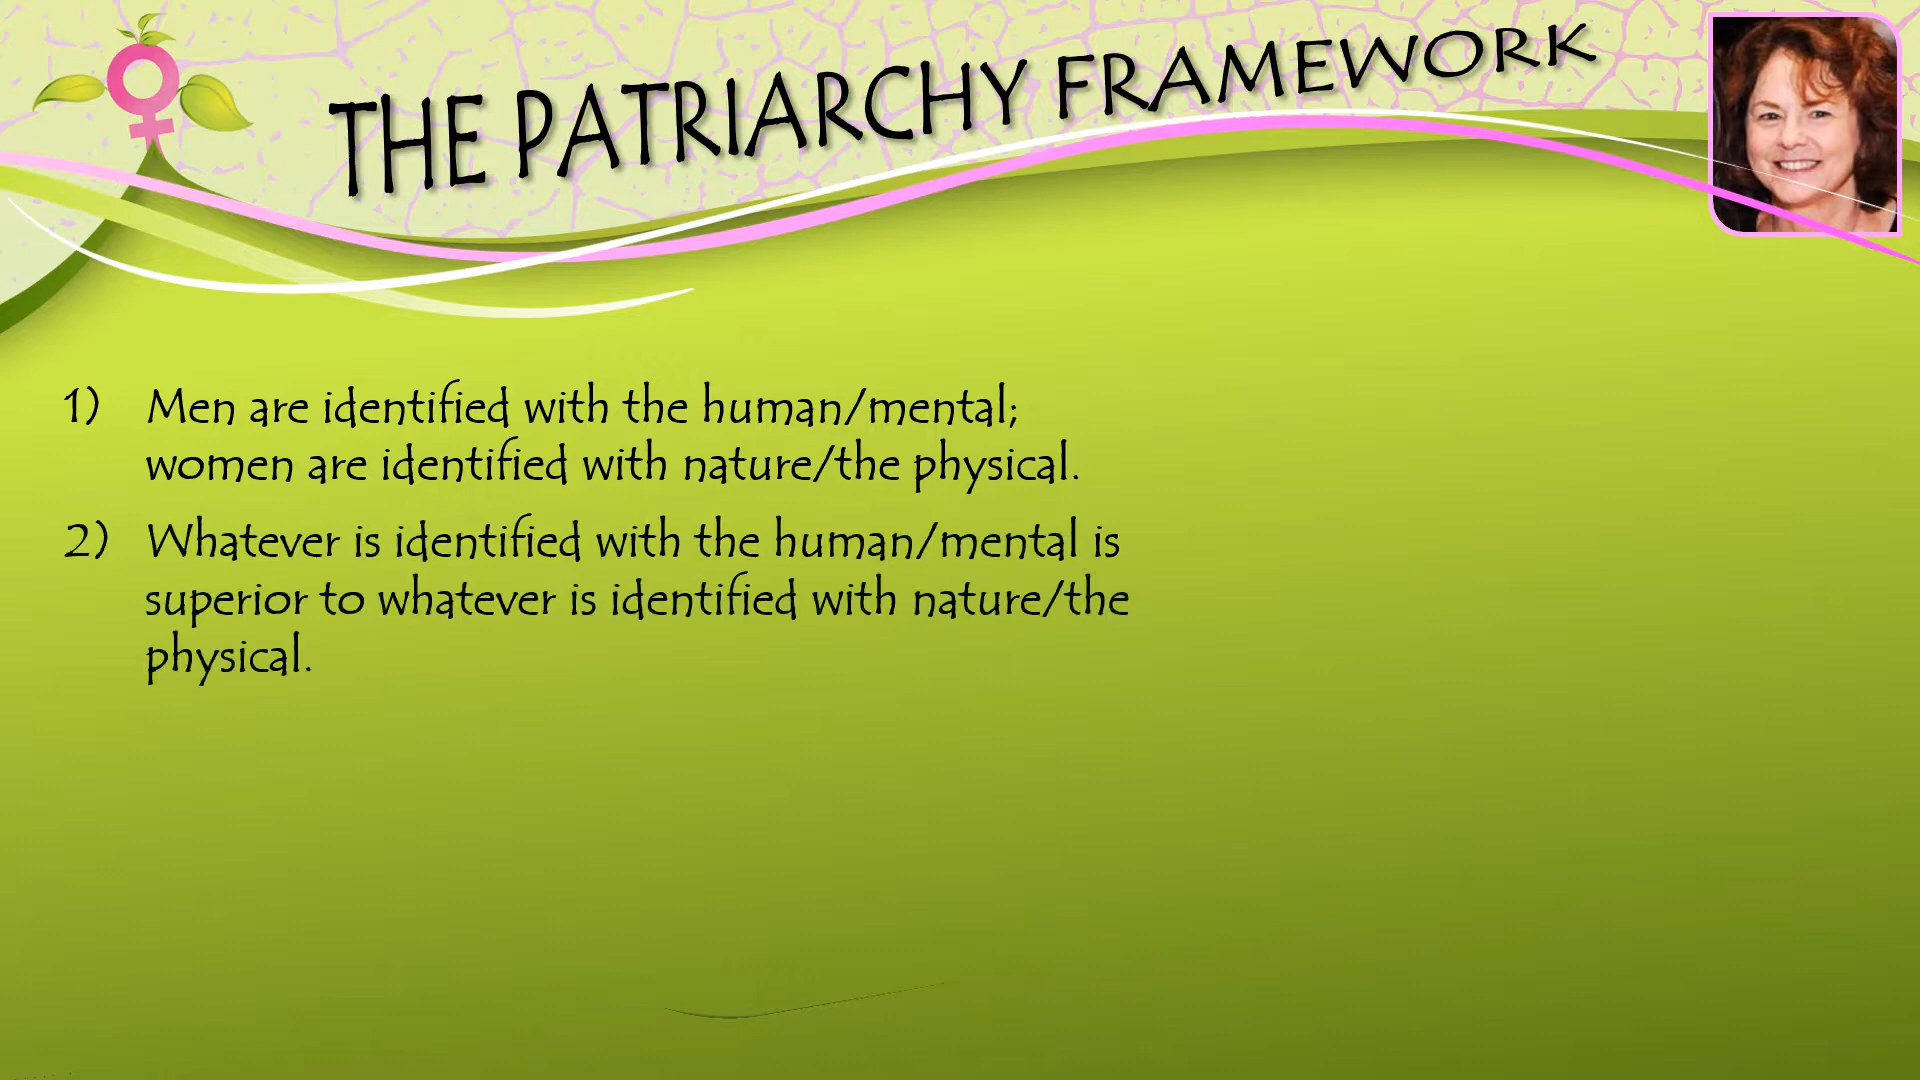 THE PATRIARCHY FRAMEWORK
1) Men are identified with the human/mental;
women are identified with nature/the physical.
2) Whatever is identified with the human/mental is
superior to whatever is identified with nature/the
physical.